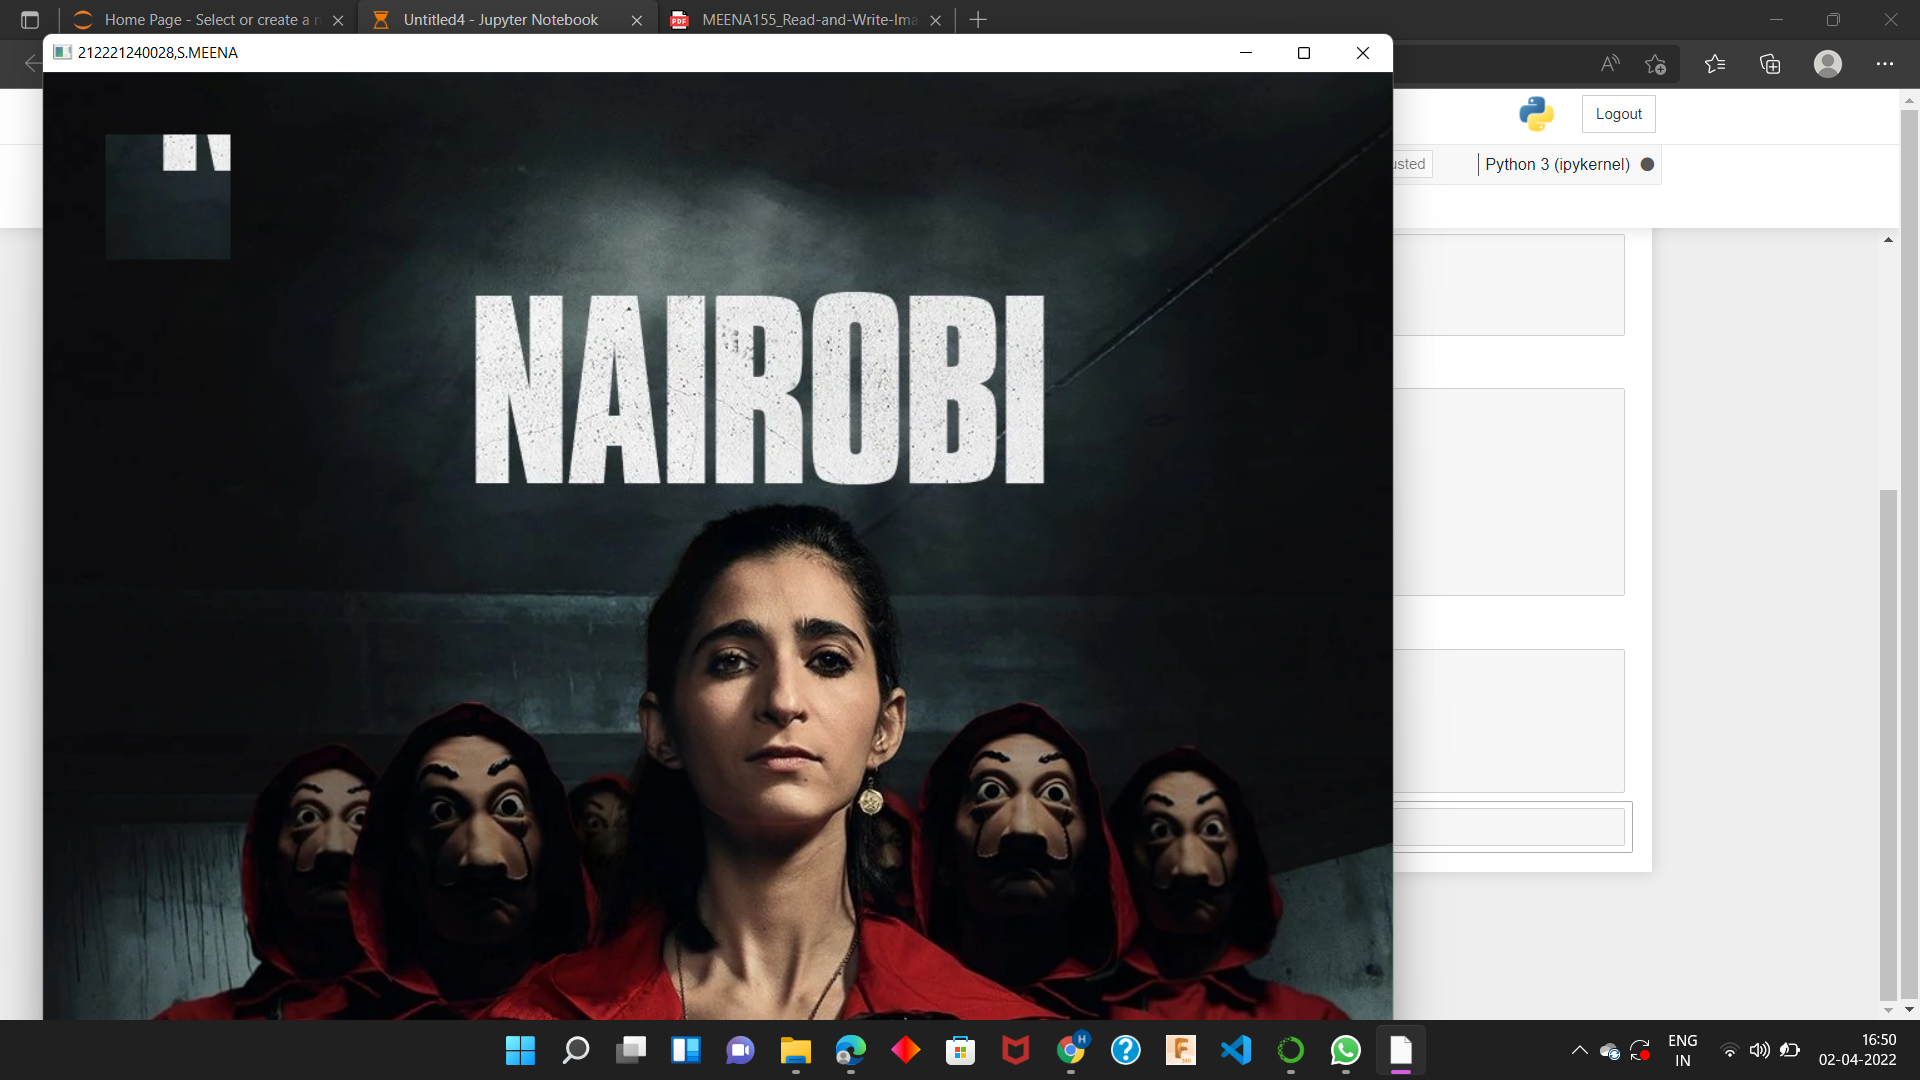 Home Page - Select or create a n
Untitled4 - Jupyter Notebook
MEENA155_Read-and-Write-Ima
212221240028,S.MEENA
Logout
usted
Python 3 (ipykernel)
N
NAIROBI
H
ENG
IN
16:50
02-04-2022